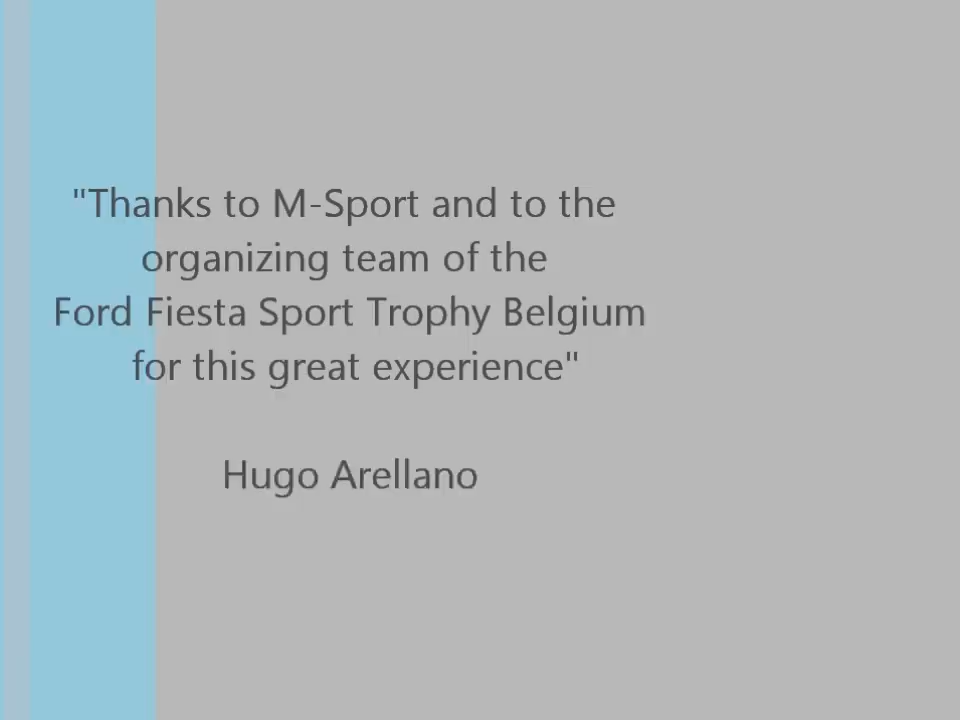 "Thanks to M-Sport and to the
organizing team of the
Ford Fiesta Sport Trophy Belgium
for this great experience"
Hugo Arellano